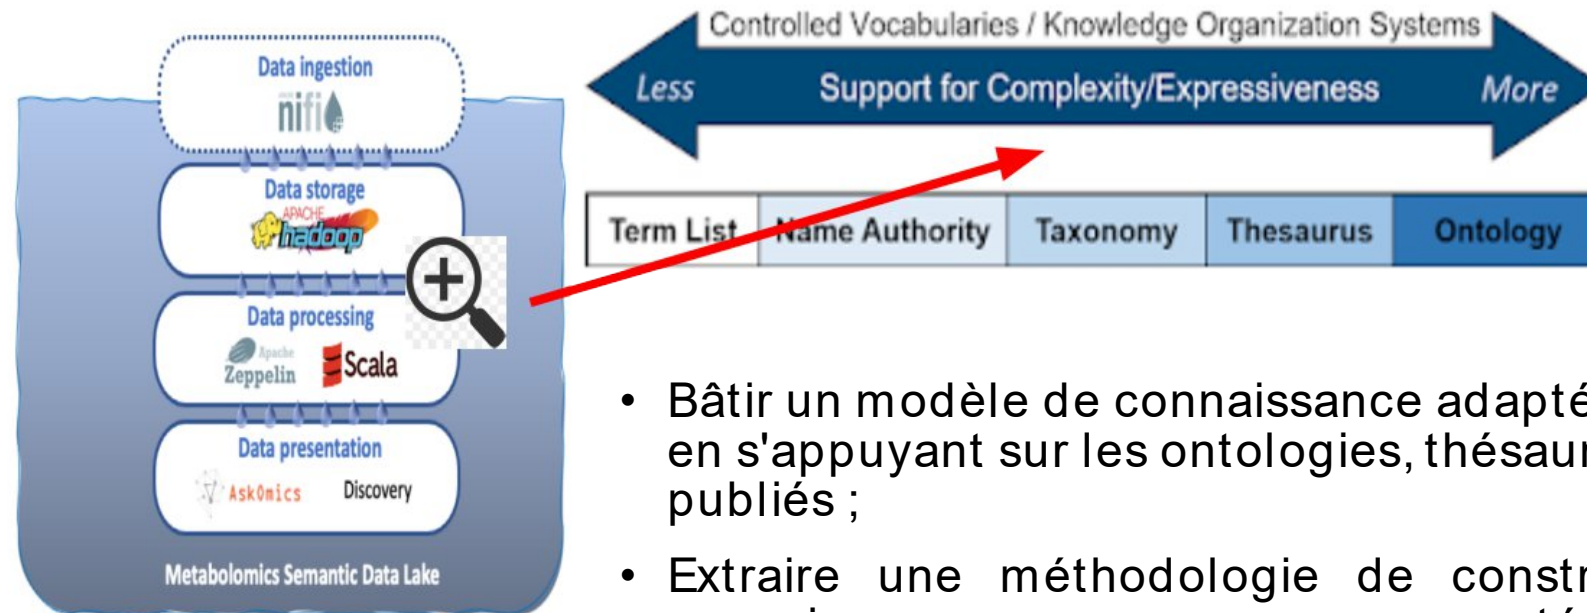 Data ingestion
nifi
Data storage
APACHE
hadoop
Data processing
Apache
Zeppelin
Scala
Data presentation
AskOmics
Discovery
Metabolomics Semantic Data Lake
Controlled Vocabularies / Knowledge Organization Systems
Less Support for Complexity/Expressiveness More
Term List Name Authority Taxonomy Thesaurus Ontology
• Bâtir un modèle de connaissance adapté
en s'appuyant sur les ontologies, thésaur
publiés ;
• Extraire une méthodologie de constr